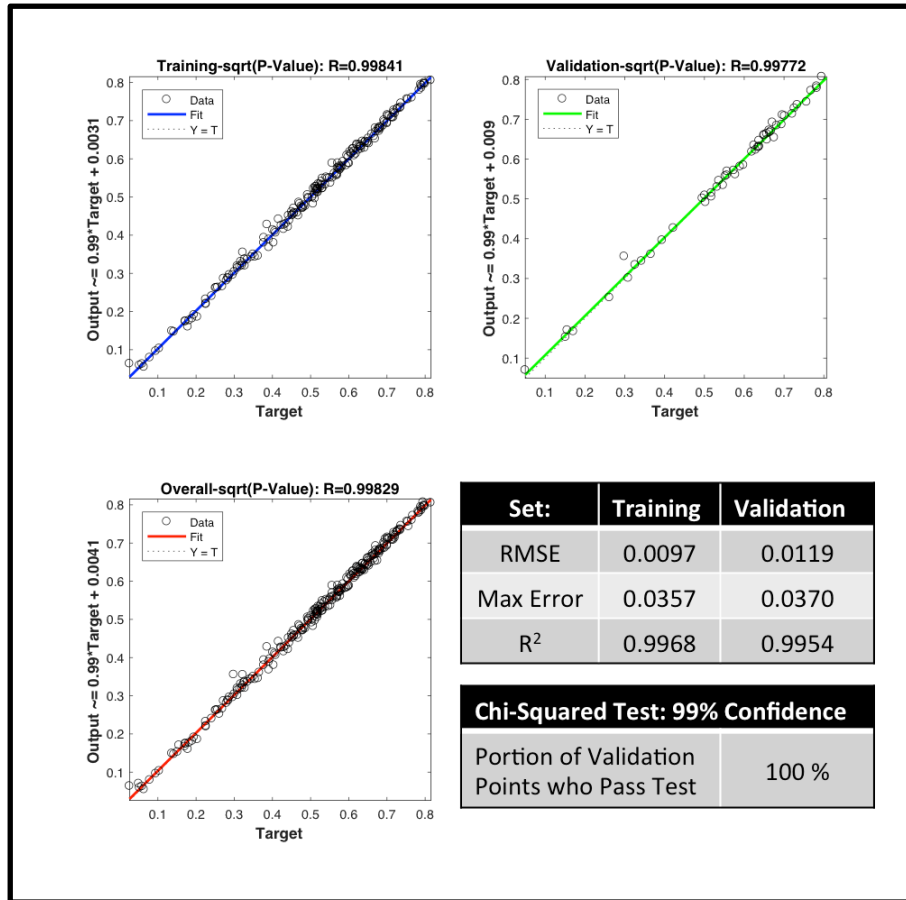 Training-sqrt(P-Value): R=0.99841
Output ~= 0.99*Target + 0.0031
0.8
0.7
0.6
0.5
0.4
0.3
0.2
0.1
Data
Fit
Y = T
0.1 0.2 0.3 0.4 0.5 0.6 0.7 0.8
Target
Validation-sqrt(P-Value): R=0.99772
Output ~= 0.99*Target + 0.009
0.8
0.7
0.6
0.5
0.4
0.3
0.2
0.1
Data
Fit
Y = T
0.1 0.2 0.3 0.4 0.5 0.6 0.7 0.8
Target
Overall-sqrt(P-Value): R=0.99829
Output ~= 0.99*Target + 0.0041
0.8
0.7
0.6
0.5
0.4
0.3
0.2
0.1
Data
Fit
Y = T
0.1 0.2 0.3 0.4 0.5 0.6 0.7 0.8
Target
Set: Training Validation
RMSE 0.0097 0.0119
Max Error 0.0357 0.0370
R² 0.9968 0.9954
Chi-Squared Test: 99% Confidence
Portion of Validation
Points who Pass Test
100 %